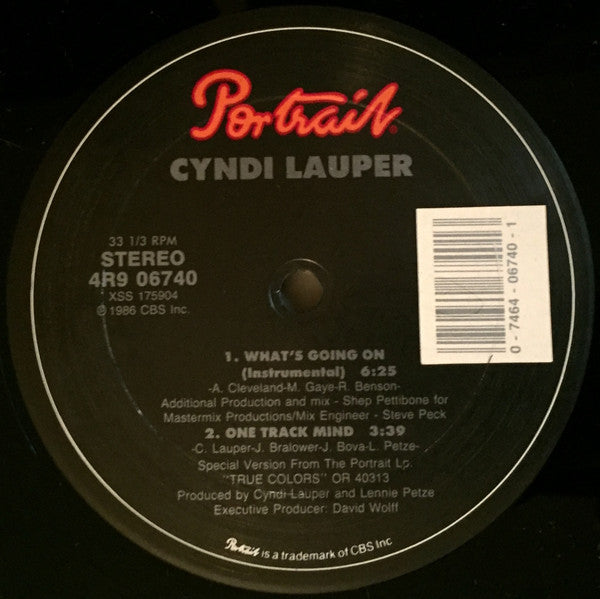 Portrait®
CYNDI LAUPER
33 1/3 RPM
STEREO
4R9 06740
XSS 175904
℗ 1986 CBS Inc.
0 - 7464 - 06740 - 1
1. WHAT'S GOING ON
(Instrumental) 6:25
-A. Cleveland-M. Gaye-R. Benson-
Additional Production and mix - Shep Pettibone for
Mastermix Productions/Mix Engineer - Steve Peck
2. ONE TRACK MIND 3:39
-C. Lauper-J. Bralower-J. Bova-L. Petze-
Special Version From The Portrait Lp.
"TRUE COLORS" OR 40313
Produced by Cyndi Lauper and Lennie Petze
Executive Producer: David Wolff
Portrait is a trademark of CBS Inc